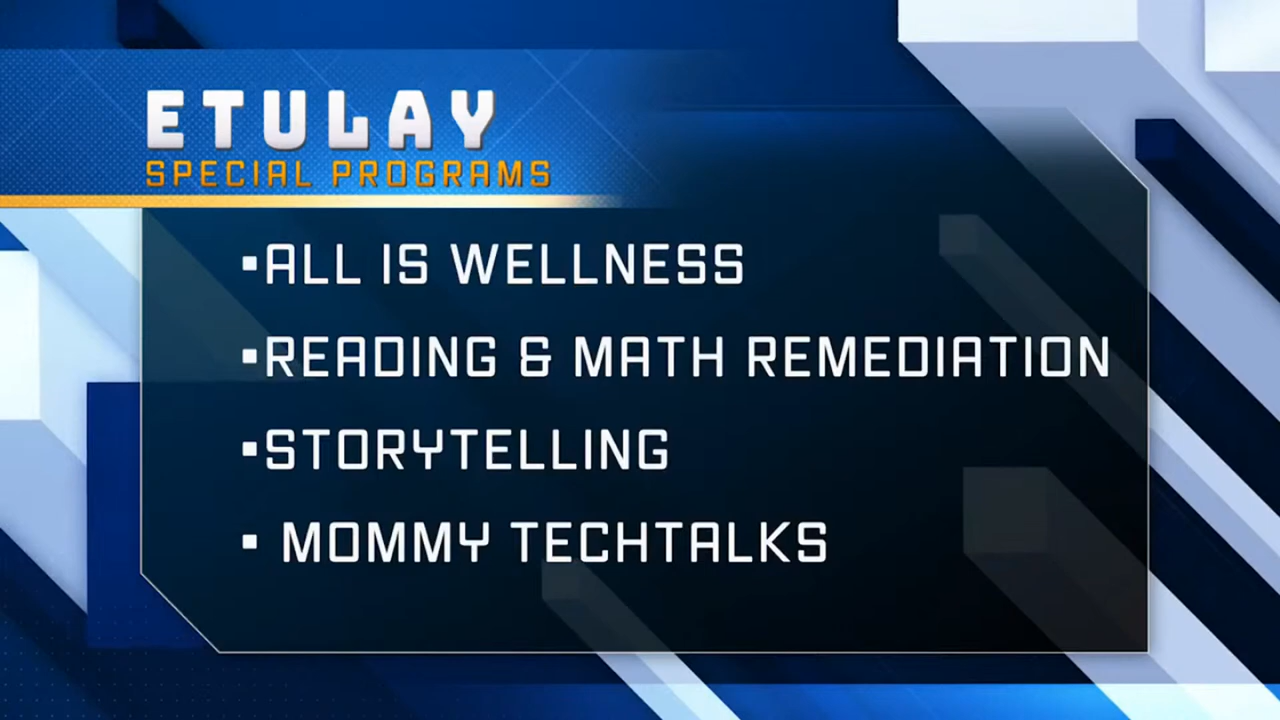 ETULAY
SPECIAL PROGRAMS
▪ALL IS WELLNESS
▪READING & MATH REMEDIATION
▪STORYTELLING
▪ MOMMY TECHTALKS